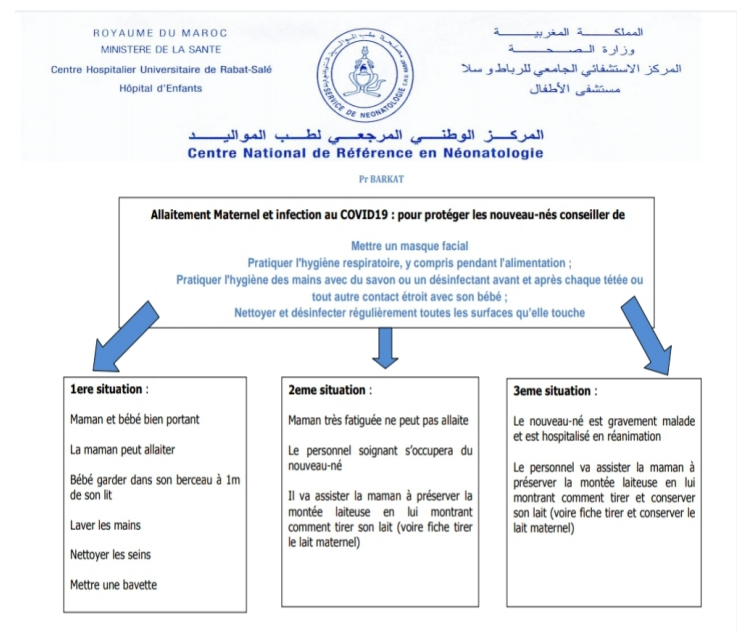 ROYAUME DU MAROC
MINISTERE DE LA SANTE
Centre Hospitalier Universitaire de Rabat-Salé
Hôpital d'Enfants
المملكـــــة المغربيــــــة
وزارة الـصــحــــــة
المركز الاستشفائي الجامعي للرباط و سلا
مستشفى الأطفال
SERVICE DE NEONATOLOGIE
المركــز الوطنــي المرجعــي لطــب المواليــــد
Centre National de Référence en Néonatologie
Pr BARKAT
Allaitement Maternel et infection au COVID19 : pour protéger les nouveau-nés conseiller de
Mettre un masque facial
Pratiquer l'hygiène respiratoire, y compris pendant l'alimentation ;
Pratiquer l'hygiène des mains avec du savon ou un désinfectant avant et après chaque tétée ou
tout autre contact étroit avec son bébé ;
Nettoyer et désinfecter régulièrement toutes les surfaces qu'elle touche
1ere situation :
Maman et bébé bien portant
La maman peut allaiter
Bébé garder dans son berceau à 1m
de son lit
Laver les mains
Nettoyer les seins
Mettre une bavette
2eme situation :
Maman très fatiguée ne peut pas allaite
Le personnel soignant s'occupera du
nouveau-né
Il va assister la maman à préserver la
montée laiteuse en lui montrant
comment tirer son lait (voire fiche tirer
le lait maternel)
3eme situation :
Le nouveau-né est gravement malade
et est hospitalisé en réanimation
Le personnel va assister la maman à
préserver la montée laiteuse en lui
montrant comment tirer et conserver
son lait (voire fiche tirer et conserver le
lait maternel)